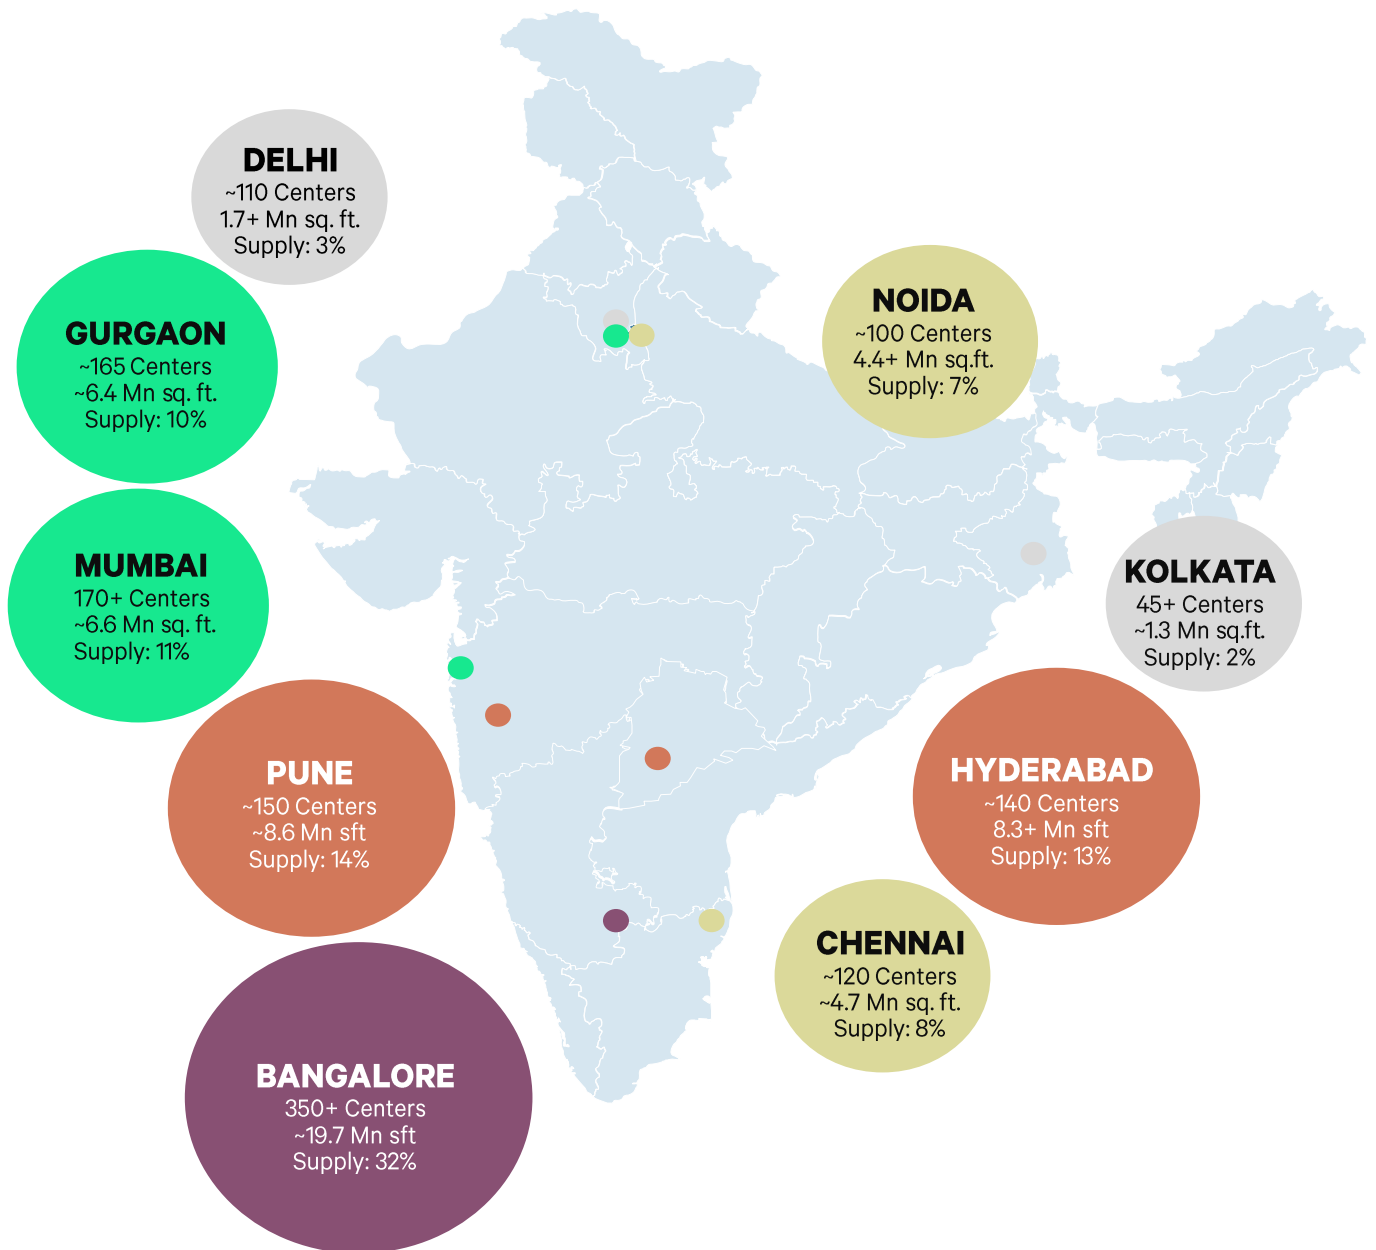 DELHI
~110 Centers
1.7+ Mn sq. ft.
Supply: 3%
GURGAON
~165 Centers
~6.4 Mn sq. ft.
Supply: 10%
NOIDA
~100 Centers
4.4+ Mn sq.ft.
Supply: 7%
MUMBAI
170+ Centers
~6.6 Mn sq. ft.
Supply: 11%
KOLKATA
45+ Centers
~1.3 Mn sq.ft.
Supply: 2%
PUNE
~150 Centers
~8.6 Mn sft
Supply: 14%
HYDERABAD
~140 Centers
8.3+ Mn sft
Supply: 13%
CHENNAI
~120 Centers
~4.7 Mn sq. ft.
Supply: 8%
BANGALORE
350+ Centers
~19.7 Mn sft
Supply: 32%